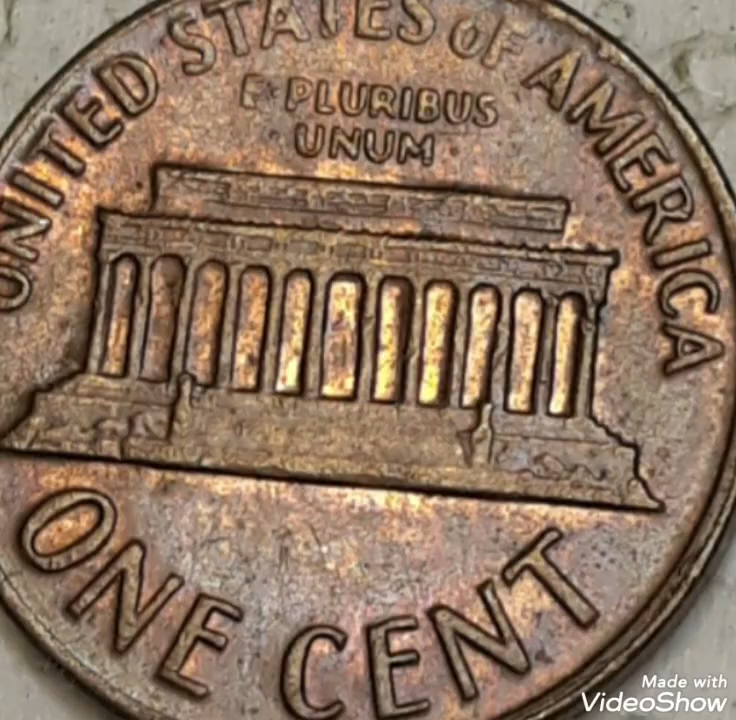 UNITED STATES OF AMERICA
E PLURIBUS
UNUM
ONE CENT
Made with
VideoShow